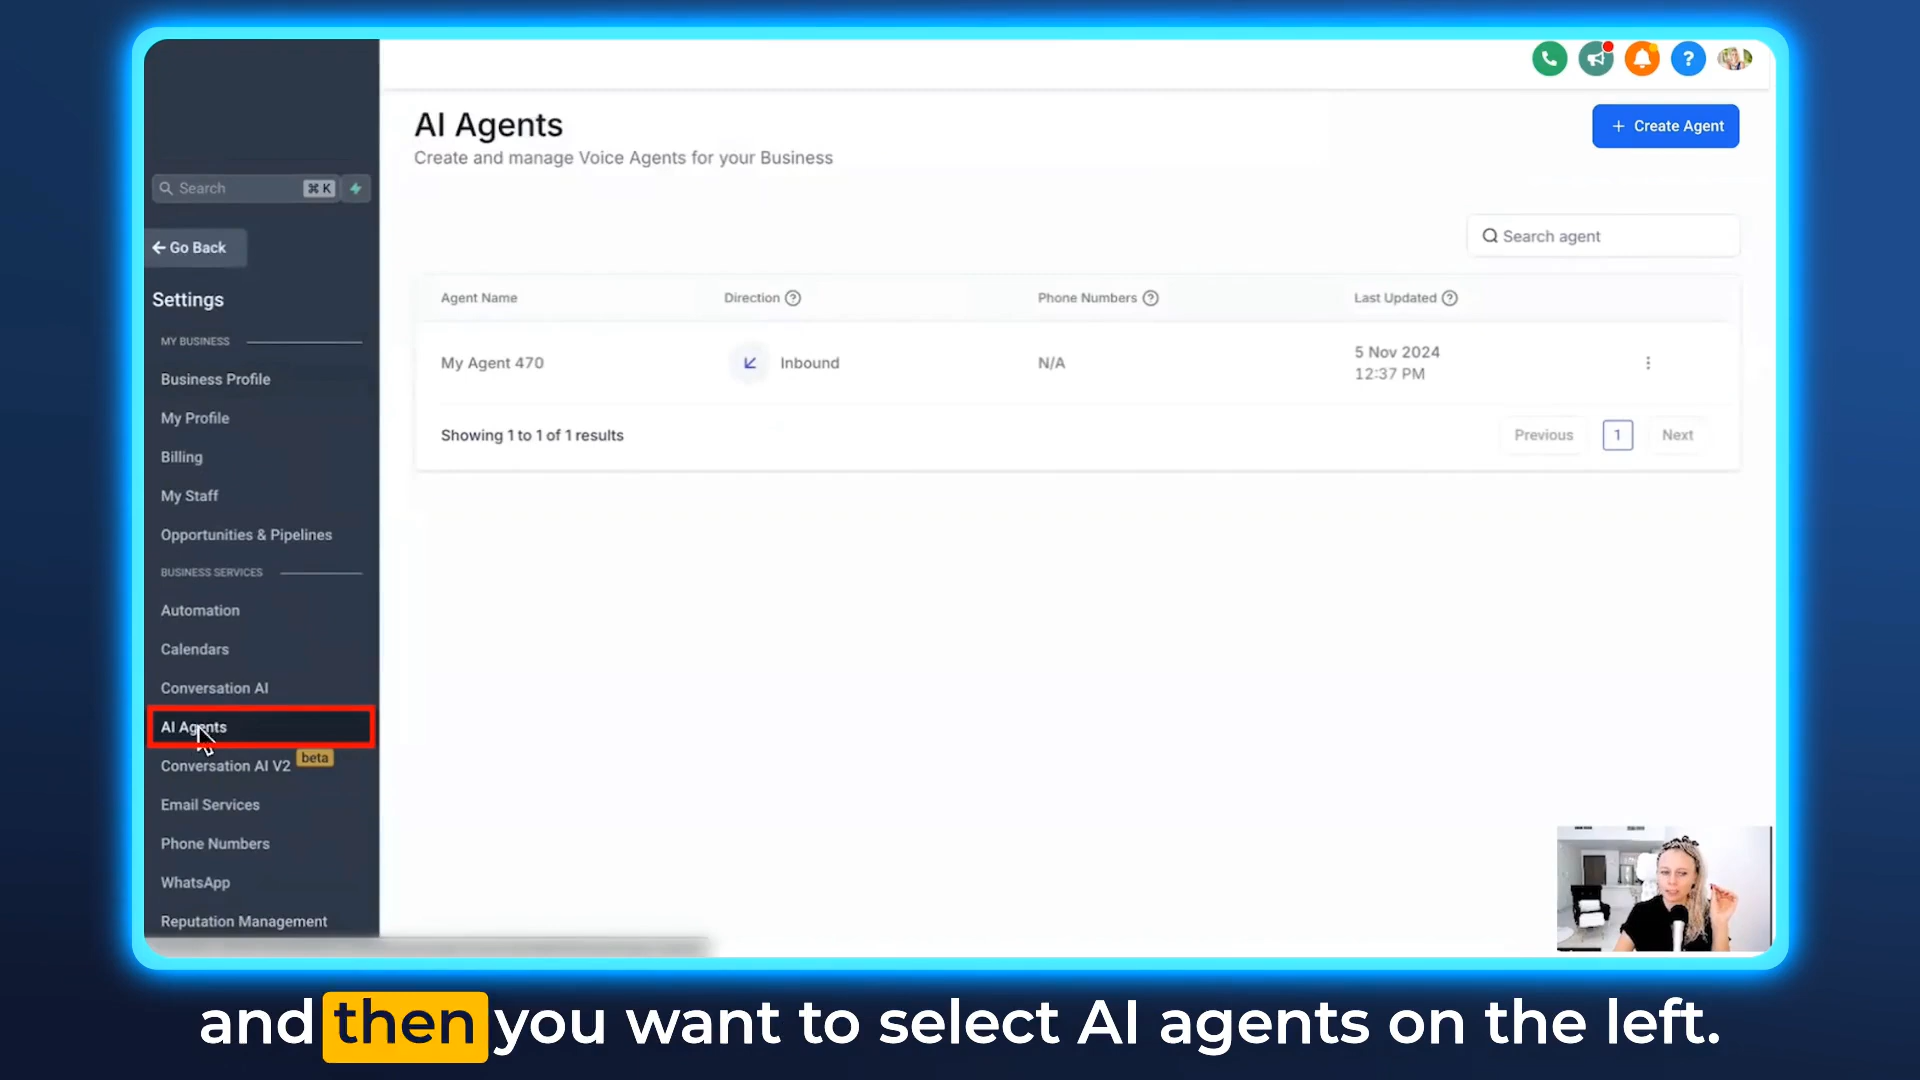 Search
⌘ K
Go Back
Settings
MY BUSINESS
Business Profile
My Profile
Billing
My Staff
Opportunities & Pipelines
BUSINESS SERVICES
Automation
Calendars
Conversation AI
AI Agents
Conversation AI V2 beta
Email Services
Phone Numbers
WhatsApp
Reputation Management
AI Agents
Create and manage Voice Agents for your Business
+ Create Agent
Search agent
Agent Name Direction Phone Numbers Last Updated
My Agent 470 Inbound N/A 5 Nov 2024
12:37 PM
Showing 1 to 1 of 1 results
Previous 1 Next
and then you want to select AI agents on the left.